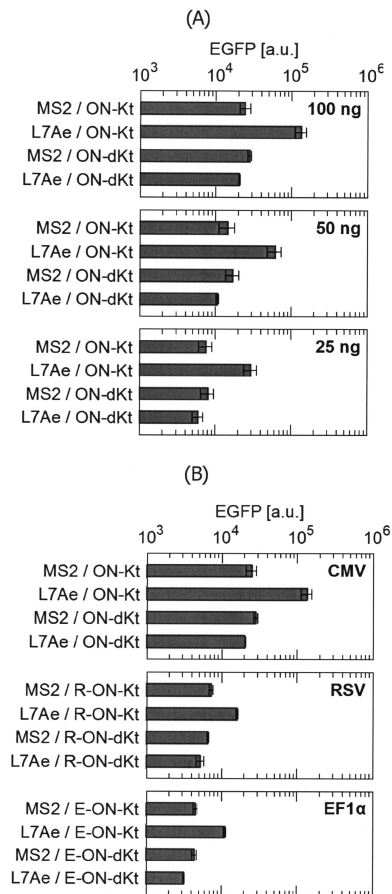 (A)
EGFP [a.u.]
10³ 10⁴ 10⁵ 10⁶
MS2 / ON-Kt 100 ng
L7Ae / ON-Kt
MS2 / ON-dKt
L7Ae / ON-dKt
MS2 / ON-Kt 50 ng
L7Ae / ON-Kt
MS2 / ON-dKt
L7Ae / ON-dKt
MS2 / ON-Kt 25 ng
L7Ae / ON-Kt
MS2 / ON-dKt
L7Ae / ON-dKt
(B)
EGFP [a.u.]
10³ 10⁴ 10⁵ 10⁶
MS2 / ON-Kt CMV
L7Ae / ON-Kt
MS2 / ON-dKt
L7Ae / ON-dKt
MS2 / R-ON-Kt RSV
L7Ae / R-ON-Kt
MS2 / R-ON-dKt
L7Ae / R-ON-dKt
MS2 / E-ON-Kt EF1α
L7Ae / E-ON-Kt
MS2 / E-ON-dKt
L7Ae / E-ON-dKt